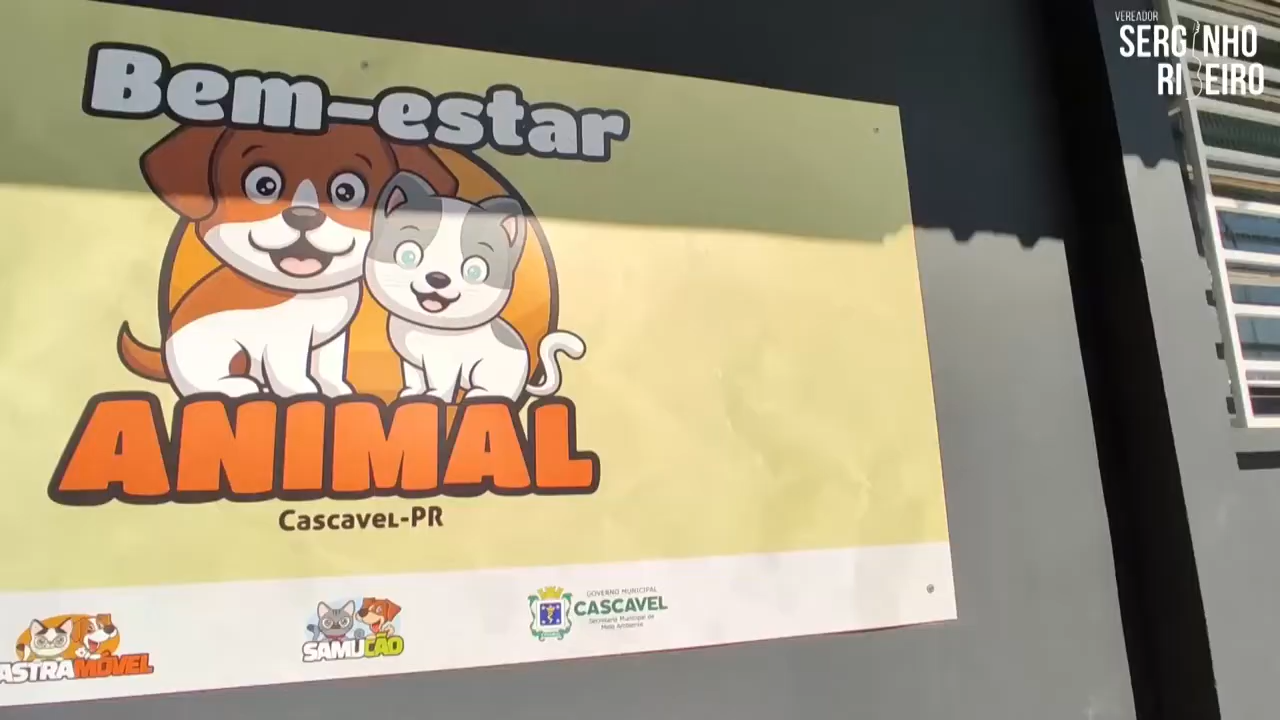 VEREADOR
SERGINHO
RIBEIRO
Bem-estar
ANIMAL
Cascavel-PR
ASTRAMÓVEL
SAMUCÃO
GOVERNO MUNICIPAL
CASCAVEL
Secretaria Municipal de
Meio Ambiente